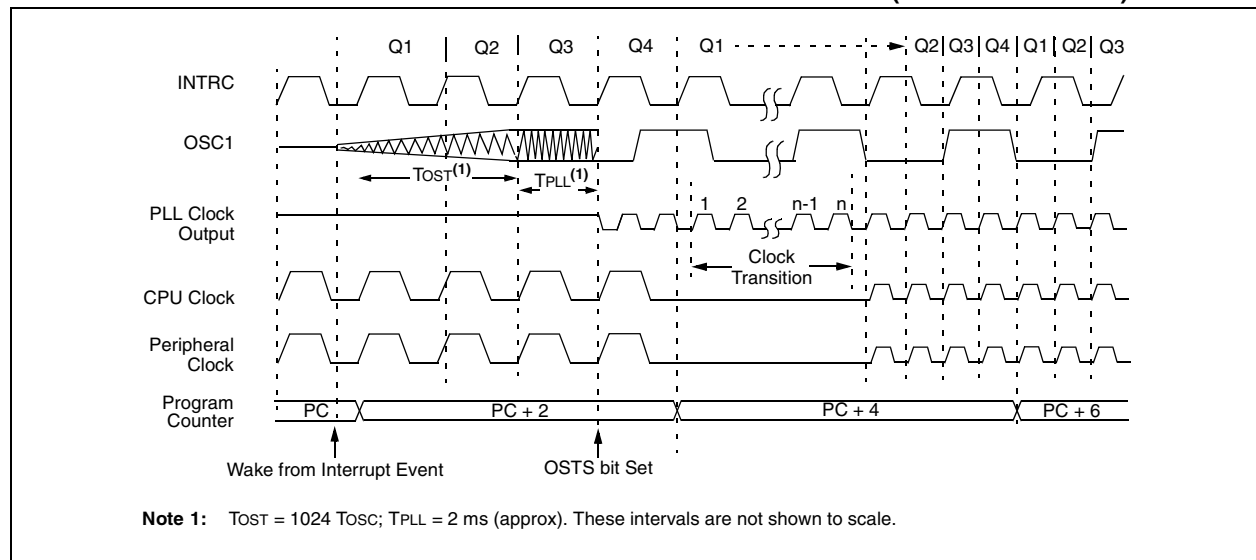 Q1 Q2 Q3 Q4 Q1 Q2 Q3 Q4 Q1 Q2 Q3
INTRC
OSC1
TOST(1)
TPLL(1)
PLL Clock
Output
1 2 n-1 n
Clock
Transition
CPU Clock
Peripheral
Clock
Program
Counter
PC PC + 2 PC + 4 PC + 6
Wake from Interrupt Event OSTS bit Set
Note 1: TOST = 1024 TOSC; TPLL = 2 ms (approx). These intervals are not shown to scale.